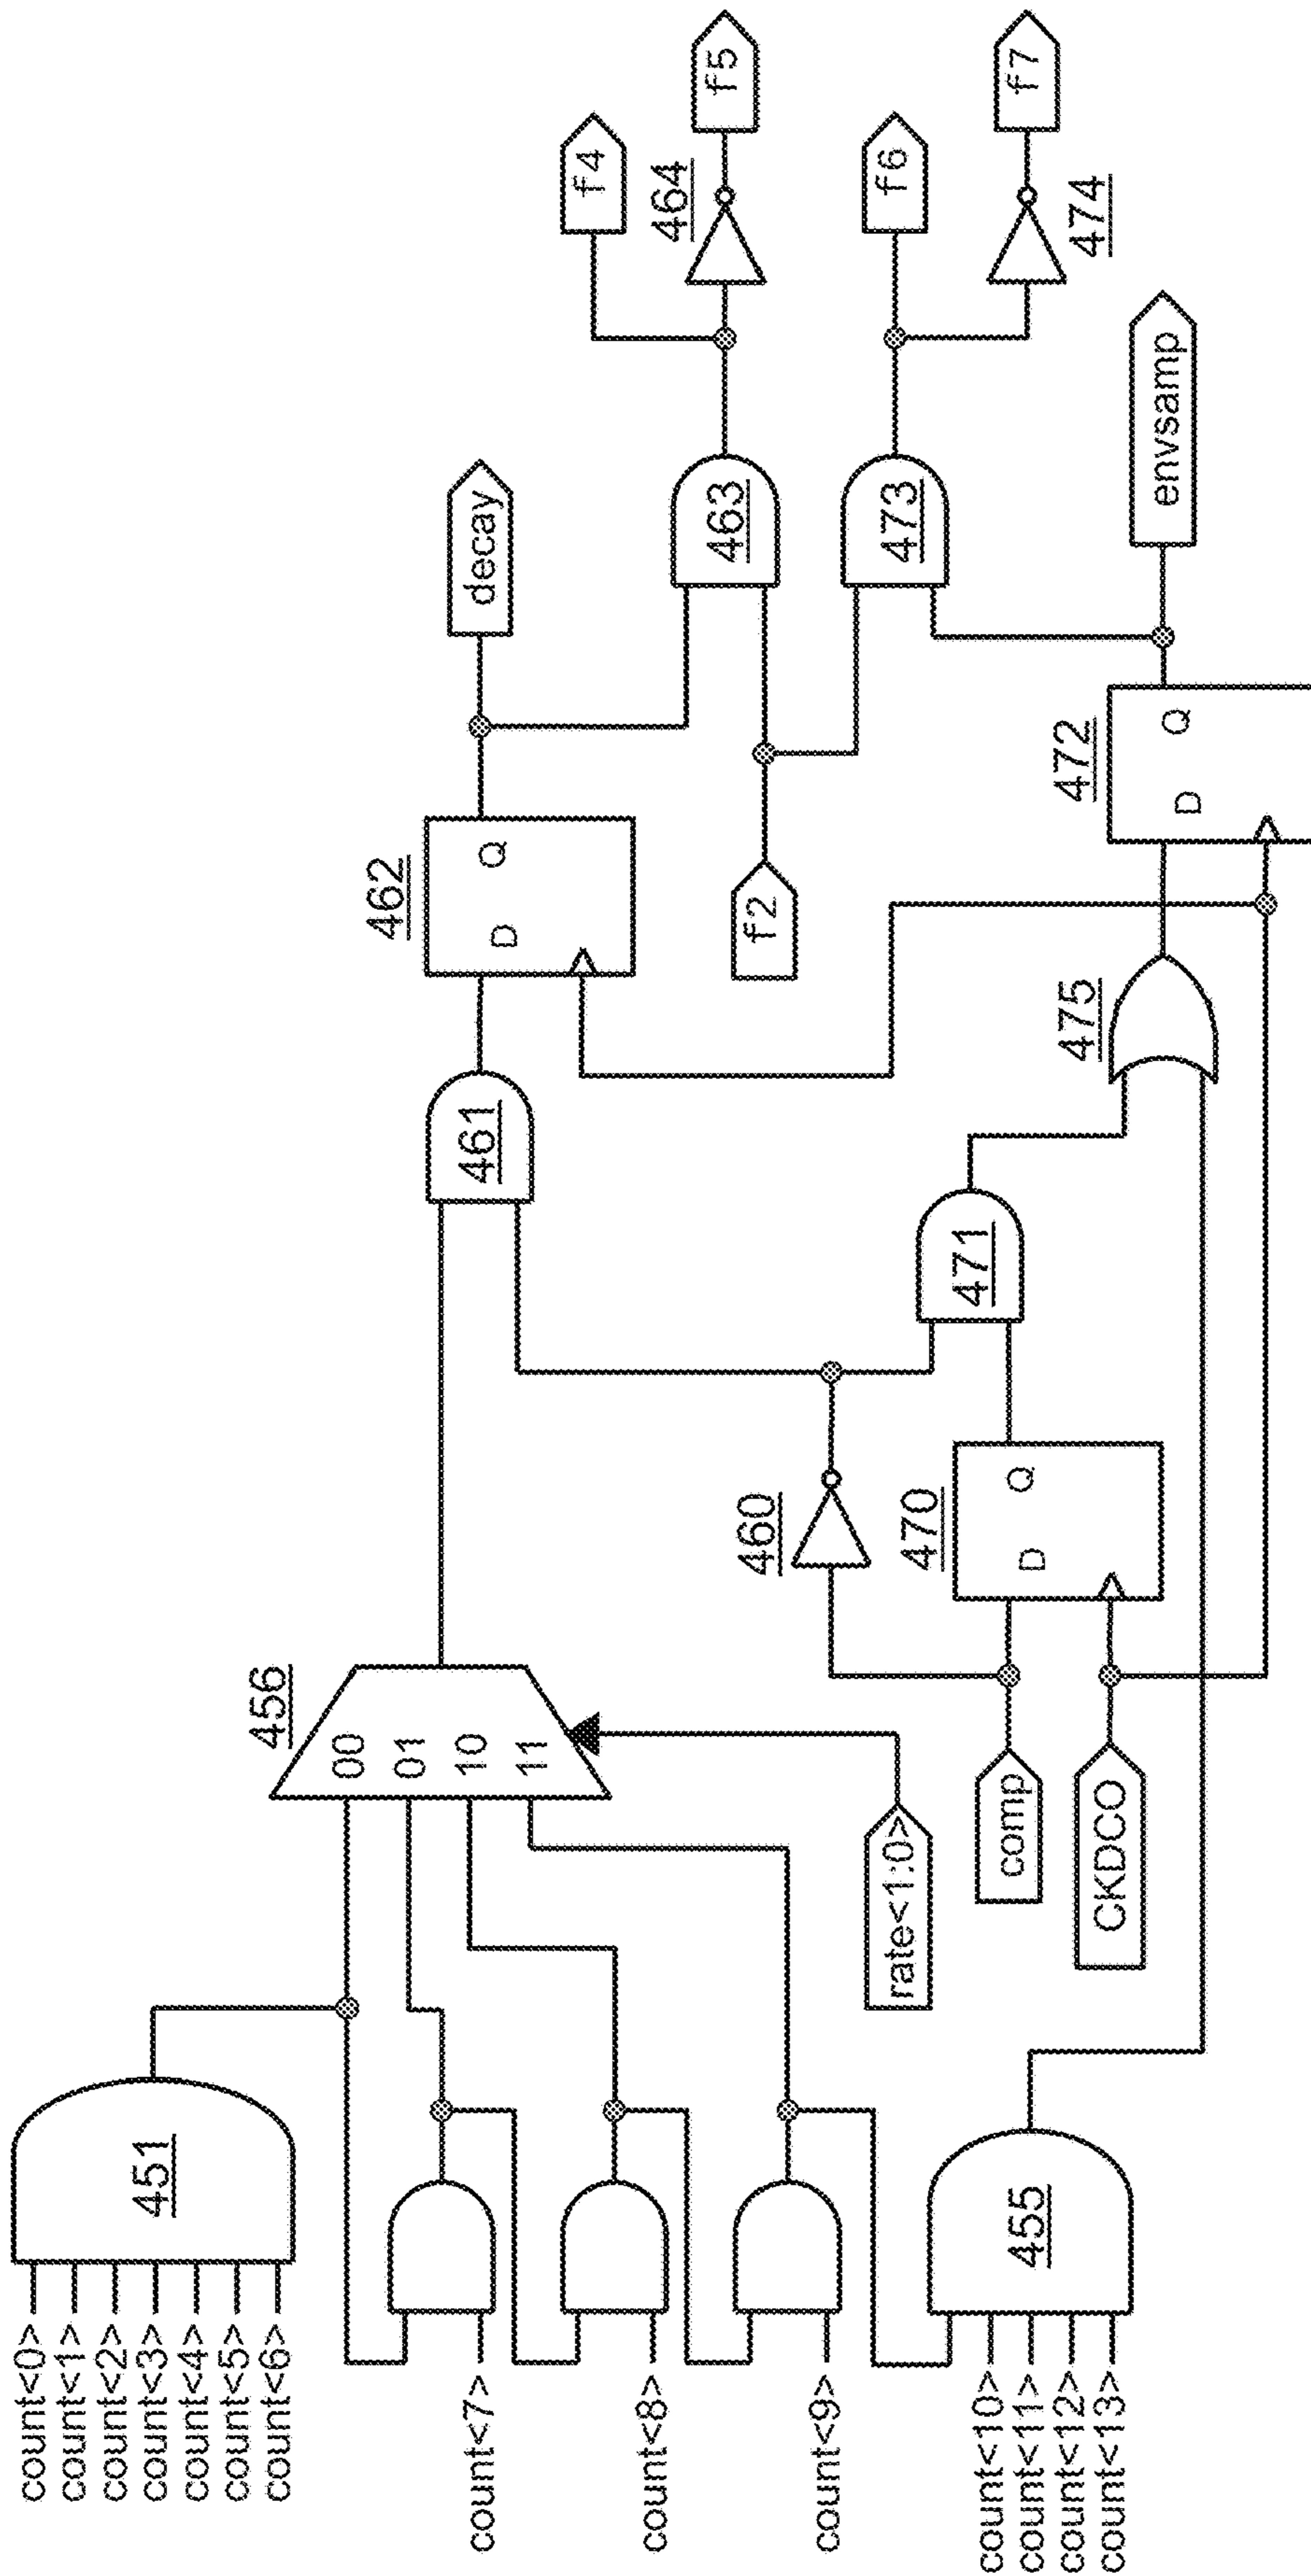 count<0>
count<1>
count<2>
count<3>
count<4>
count<5>
count<6>
451
count<7>
count<8>
count<9>
count<10>
count<11>
count<12>
count<13>
455
456
00
01
10
11
rate<1:0>
comp
CKDCO
460
470
D
Q
461
471
475
462
D
Q
f2
472
D
Q
decay
463
473
envsamp
f4
464
f5
f6
474
f7